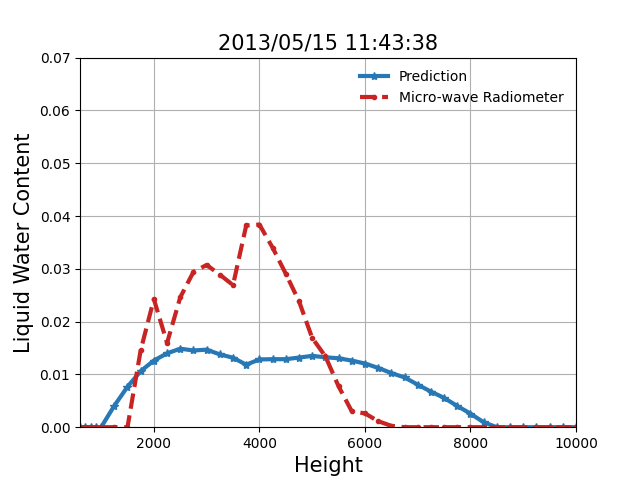 2013/05/15 11:43:38
0.07
0.06
0.05
0.04
0.03
0.02
0.01
0.00
Liquid Water Content
Prediction
Micro-wave Radiometer
2000 4000 6000 8000 10000
Height